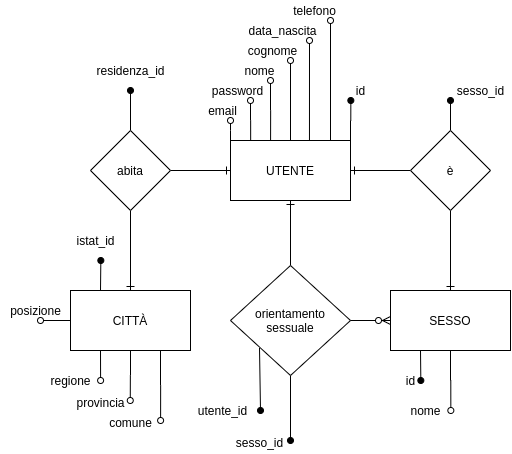 telefono
data_nascita
cognome
nome
password
email
id
residenza_id
sesso_id
abita
UTENTE
è
istat_id
posizione
CITTÀ
orientamento
sessuale
SESSO
regione
provincia
comune
utente_id
sesso_id
id
nome